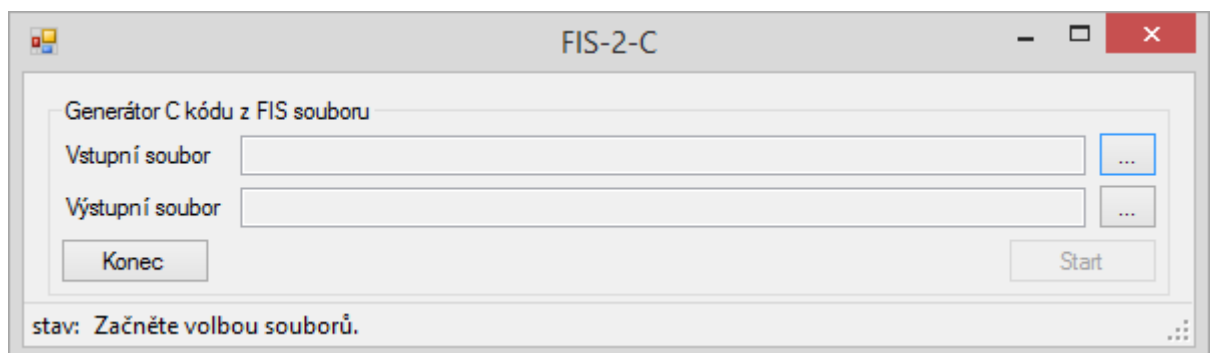 FIS-2-C
Generátor C kódu z FIS souboru
Vstupní soubor ...
Výstupní soubor ...
Konec Start
stav: Začněte volbou souborů.